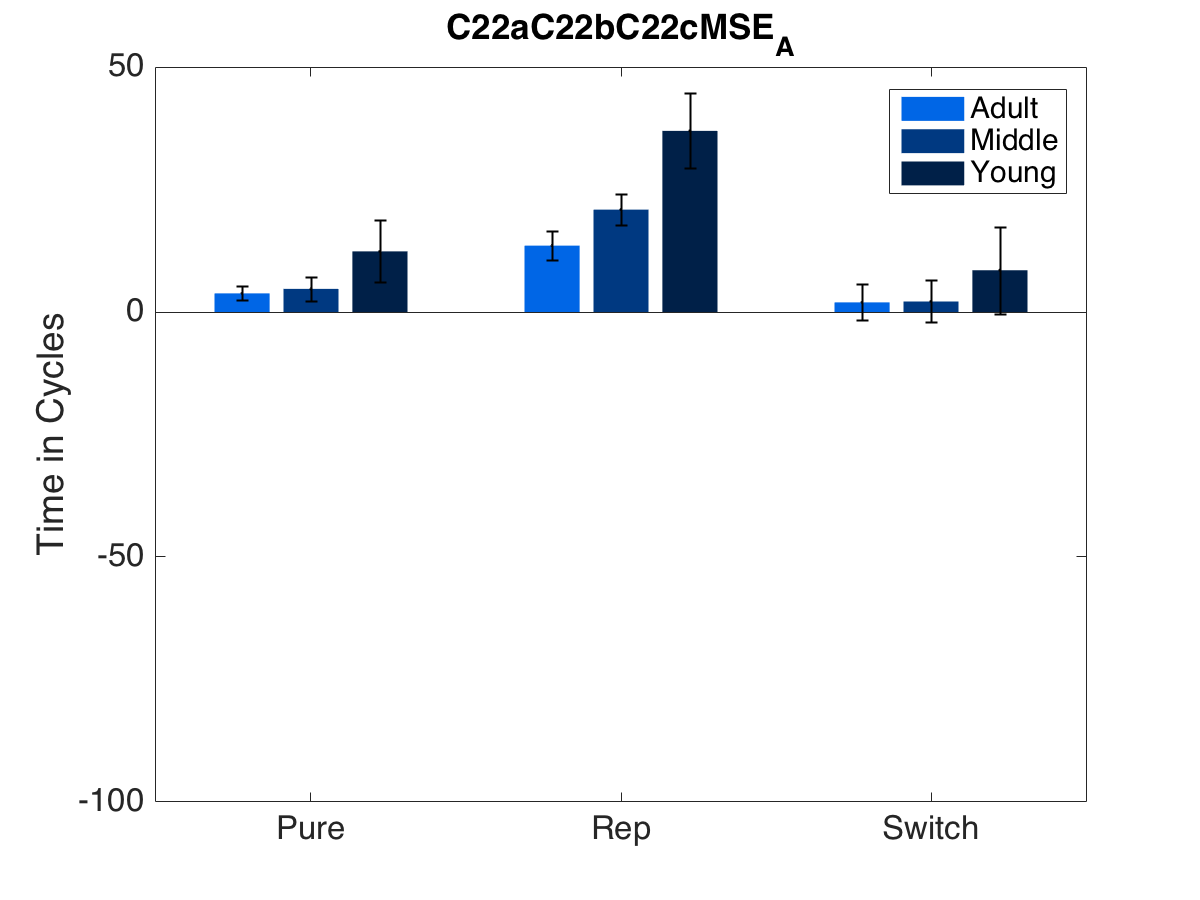 C22aC22bC22cMSE_A
50
Adult
Middle
Young
0
Time in Cycles
-50
-100
Pure Rep Switch